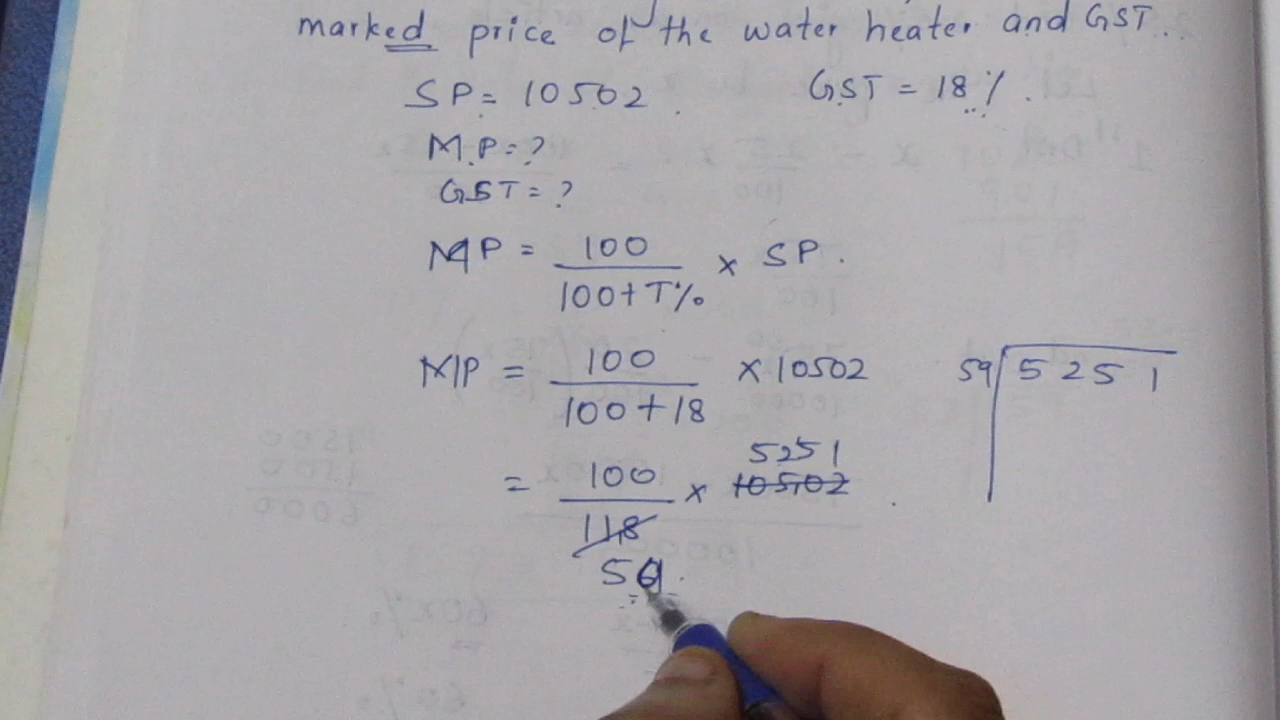 marked price of the water heater and GST..
SP = 10502. GST = 18%.
M.P = ?
GST = ?
MP = 100 / 100+T% × SP.
MP = 100 / 100+18 × 10502
59 ) 5251
5251
= 100 / 118 × 10502
59.